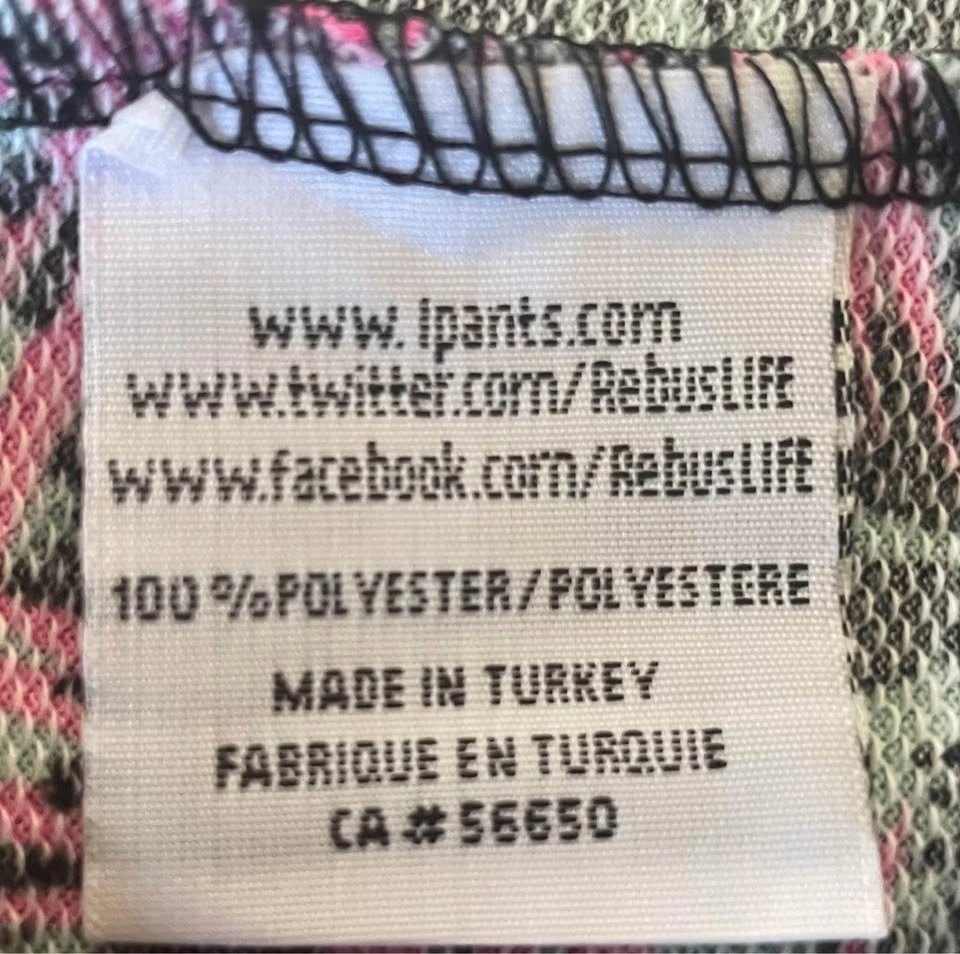 www.lpants.com
www.twitter.com/RebusLIFE
www.facebook.com/RebusLIFE
100%POLYESTER/POLYESTERE
MADE IN TURKEY
FABRIQUE EN TURQUIE
CA#56650